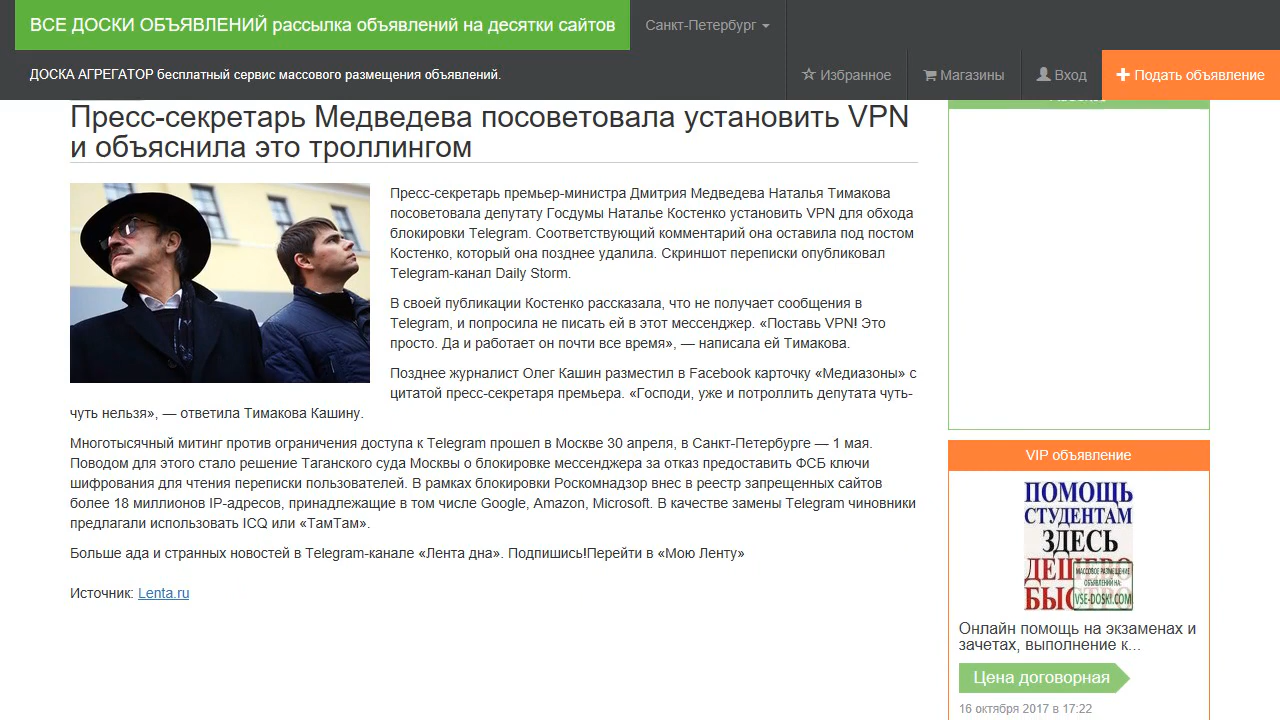 ВСЕ ДОСКИ ОБЪЯВЛЕНИЙ рассылка объявлений на десятки сайтов
Санкт-Петербург
ДОСКА АГРЕГАТОР бесплатный сервис массового размещения объявлений.
Избранное
Магазины
Вход
Подать объявление
Пресс-секретарь Медведева посоветовала установить VPN
и объяснила это троллингом
Пресс-секретарь премьер-министра Дмитрия Медведева Наталья Тимакова
посоветовала депутату Госдумы Наталье Костенко установить VPN для обхода
блокировки Telegram. Соответствующий комментарий она оставила под постом
Костенко, который она позднее удалила. Скриншот переписки опубликовал
Telegram-канал Daily Storm.
В своей публикации Костенко рассказала, что не получает сообщения в
Telegram, и попросила не писать ей в этот мессенджер. «Поставь VPN! Это
просто. Да и работает он почти все время», — написала ей Тимакова.
Позднее журналист Олег Кашин разместил в Facebook карточку «Медиазоны» с
цитатой пресс-секретаря премьера. «Господи, уже и потроллить депутата чуть-
чуть нельзя», — ответила Тимакова Кашину.
Многотысячный митинг против ограничения доступа к Telegram прошел в Москве 30 апреля, в Санкт-Петербурге — 1 мая.
Поводом для этого стало решение Таганского суда Москвы о блокировке мессенджера за отказ предоставить ФСБ ключи
шифрования для чтения переписки пользователей. В рамках блокировки Роскомнадзор внес в реестр запрещенных сайтов
более 18 миллионов IP-адресов, принадлежащие в том числе Google, Amazon, Microsoft. В качестве замены Telegram чиновники
предлагали использовать ICQ или «ТамТам».
Больше ада и странных новостей в Telegram-канале «Лента дна». Подпишись!Перейти в «Мою Ленту»
Источник: Lenta.ru
VIP объявление
ПОМОЩЬ
СТУДЕНТАМ
ЗДЕСЬ
ДЕШЕВО
БЫСТРО
МАССОВОЕ РАЗМЕЩЕНИЕ
ОБЪЯВЛЕНИЙ НА:
VSE-DOSKI.COM
Онлайн помощь на экзаменах и
зачетах, выполнение к...
Цена договорная
16 октября 2017 в 17:22